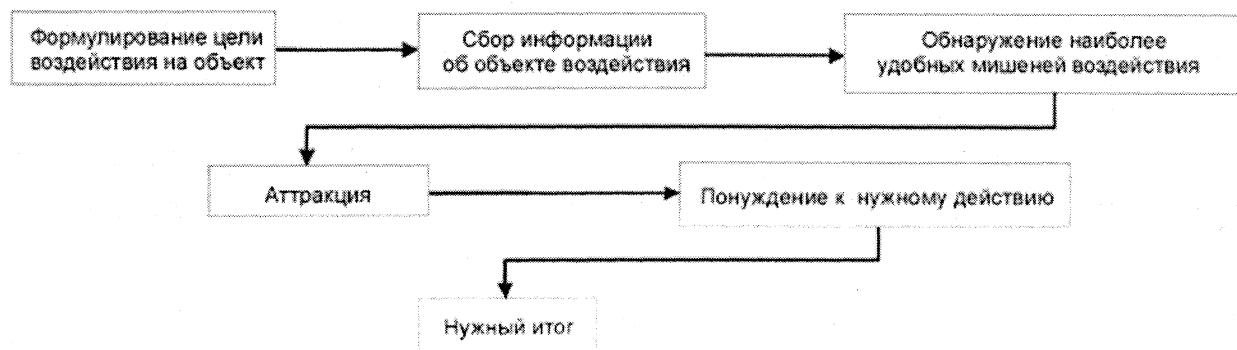 Формулирование цели
воздействия на объект
Сбор информации
об объекте воздействия
Обнаружение наиболее
удобных мишеней воздействия
Аттракция
Понуждение к нужному действию
Нужный итог